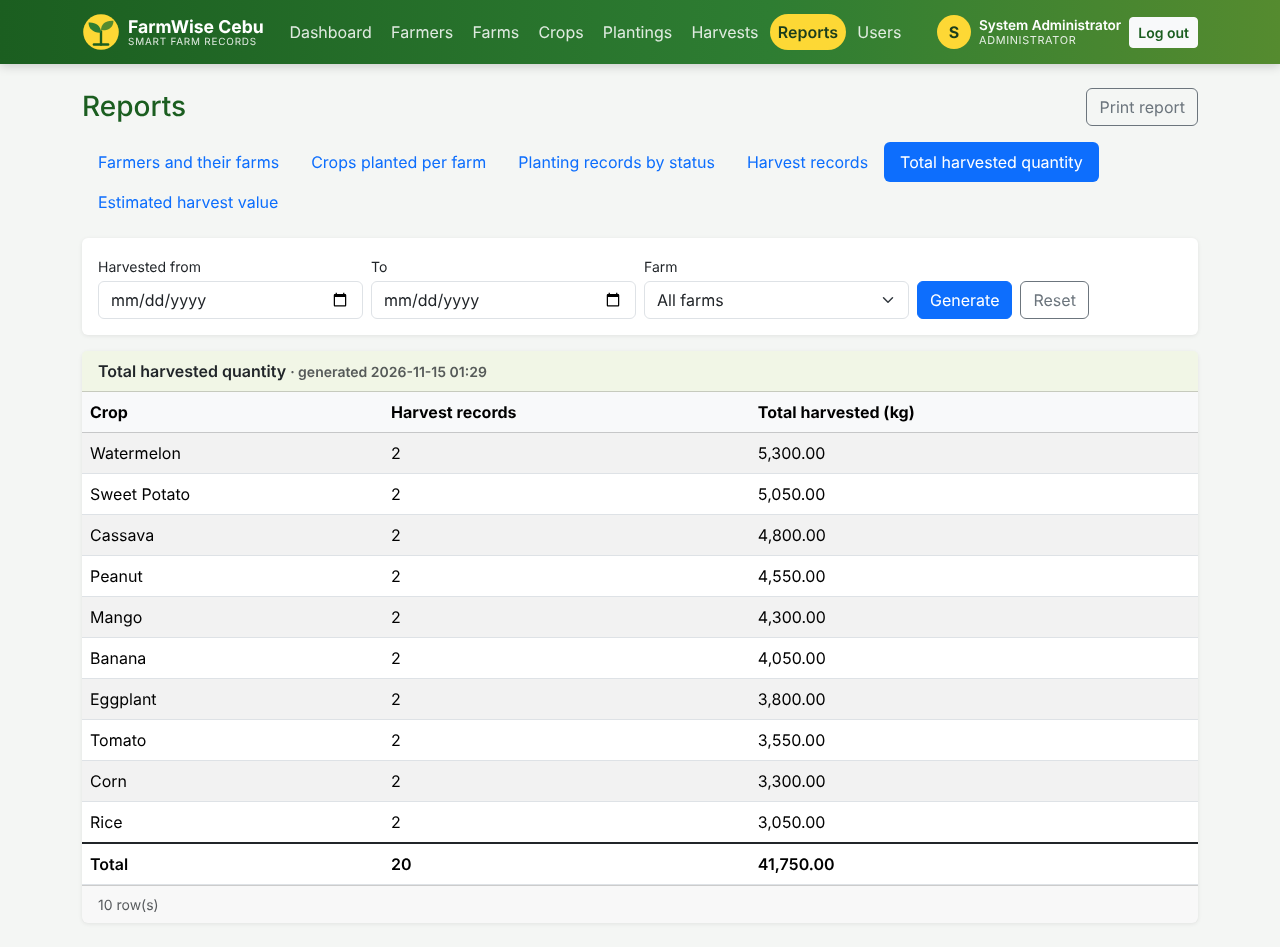 FarmWise Cebu
SMART FARM RECORDS
Dashboard Farmers Farms Crops Plantings Harvests Reports Users
S
System Administrator
ADMINISTRATOR
Log out
Reports
Print report
Farmers and their farms Crops planted per farm Planting records by status Harvest records Total harvested quantity
Estimated harvest value
Harvested from To Farm
mm/dd/yyyy mm/dd/yyyy All farms Generate Reset
Total harvested quantity · generated 2026-11-15 01:29
Crop Harvest records Total harvested (kg)
Watermelon 2 5,300.00
Sweet Potato 2 5,050.00
Cassava 2 4,800.00
Peanut 2 4,550.00
Mango 2 4,300.00
Banana 2 4,050.00
Eggplant 2 3,800.00
Tomato 2 3,550.00
Corn 2 3,300.00
Rice 2 3,050.00
Total 20 41,750.00
10 row(s)